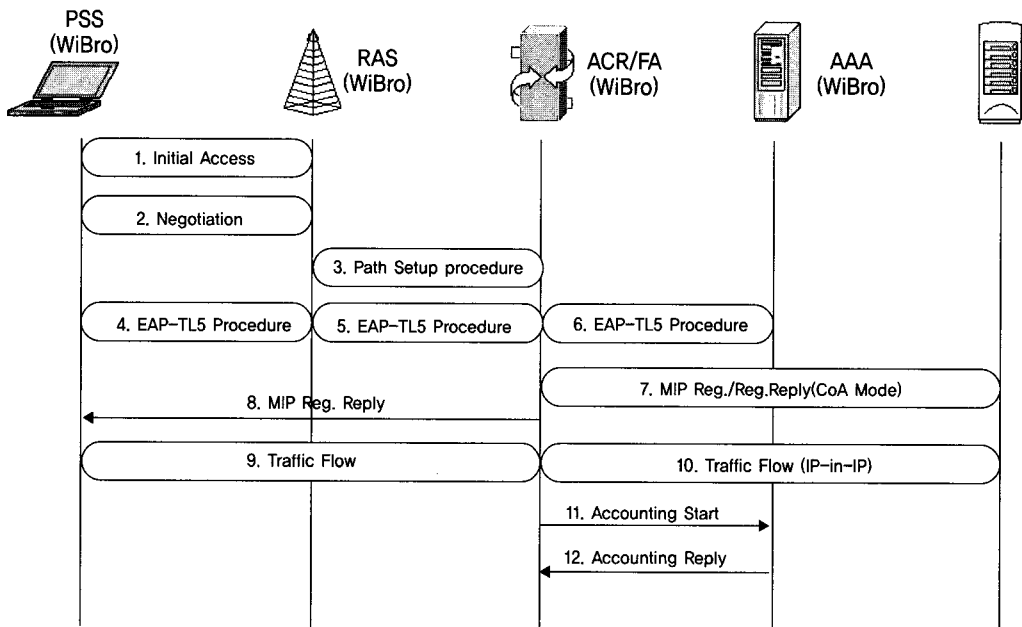 PSS
(WiBro)
RAS
(WiBro)
ACR/FA
(WiBro)
AAA
(WiBro)
1. Initial Access
2. Negotiation
3. Path Setup procedure
4. EAP-TL5 Procedure
5. EAP-TL5 Procedure
6. EAP-TL5 Procedure
7. MIP Reg./Reg.Reply(CoA Mode)
8. MIP Reg. Reply
9. Traffic Flow
10. Traffic Flow (IP-in-IP)
11. Accounting Start
12. Accounting Reply